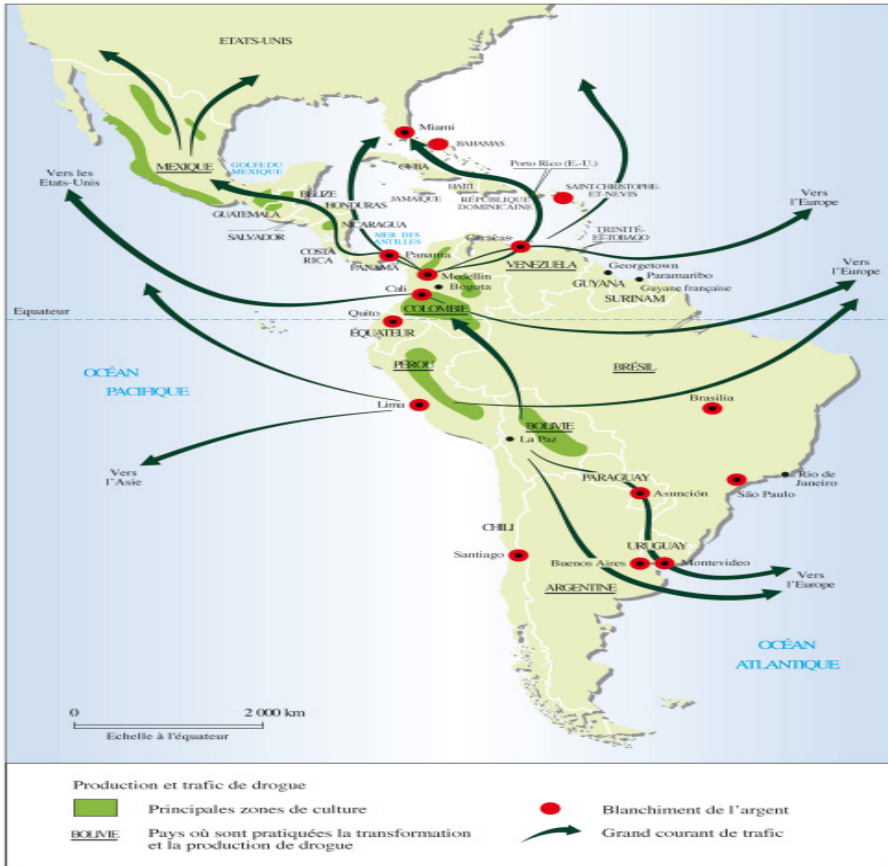 ETATS-UNIS
Miami
BAHAMAS
MEXIQUE
GOLFE DU
MEXIQUE
CUBA
Porto Rico (E.-U.)
Vers les
Etats-Unis
BELIZE
HAÏTI
SAINT-CHRISTOPHE-
ET-NEVIS
Vers
l'Europe
HONDURAS
JAMAÏQUE
RÉPUBLIQUE
DOMINICAINE
GUATEMALA
NICARAGUA
SALVADOR
MER DES
ANTILLES
Caracas
TRINITÉ-
ET-TOBAGO
COSTA
RICA
Panama
PANAMA
VENEZUELA
Georgetown
Vers
l'Europe
Medellin
Paramaribo
Cali
Boguta
GUYANA
Guyane française
SURINAM
COLOMBIE
Equateur
Quito
ÉQUATEUR
PÉROU
BRÉSIL
OCÉAN
PACIFIQUE
Lima
Brasilia
BOLIVIE
La Paz
Vers
l'Asie
PARAGUAY
Rio de
Janeiro
Asunción
São Paulo
CHILI
URUGUAY
Santiago
Buenos Aires
Montevideo
Vers
l'Europe
ARGENTINE
OCÉAN
ATLANTIQUE
0 2 000 km
Echelle à l'équateur
Production et trafic de drogue
Principales zones de culture
Blanchiment de l'argent
BOLIVIE Pays où sont pratiquées la transformation
et la production de drogue
Grand courant de trafic